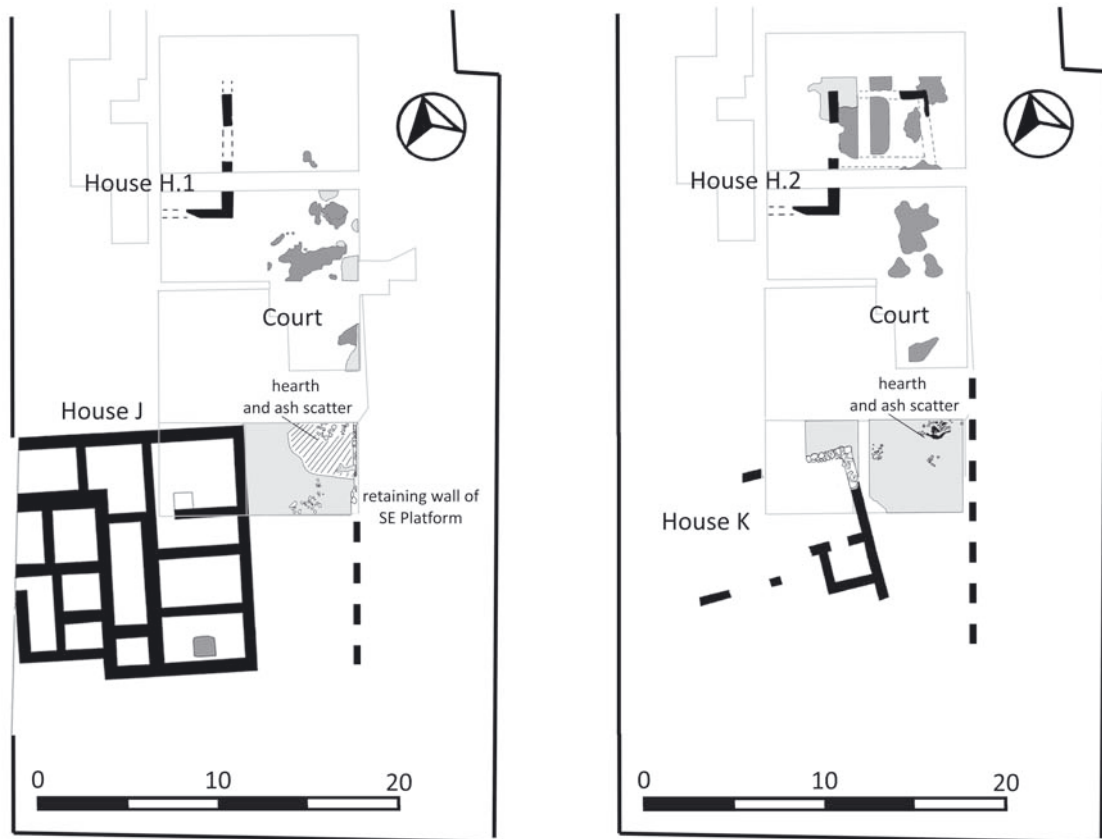 House H.1
Court
hearth
and ash scatter
House J
retaining wall of
SE Platform
0 10 20
House H.2
Court
hearth
and ash scatter
House K
0 10 20